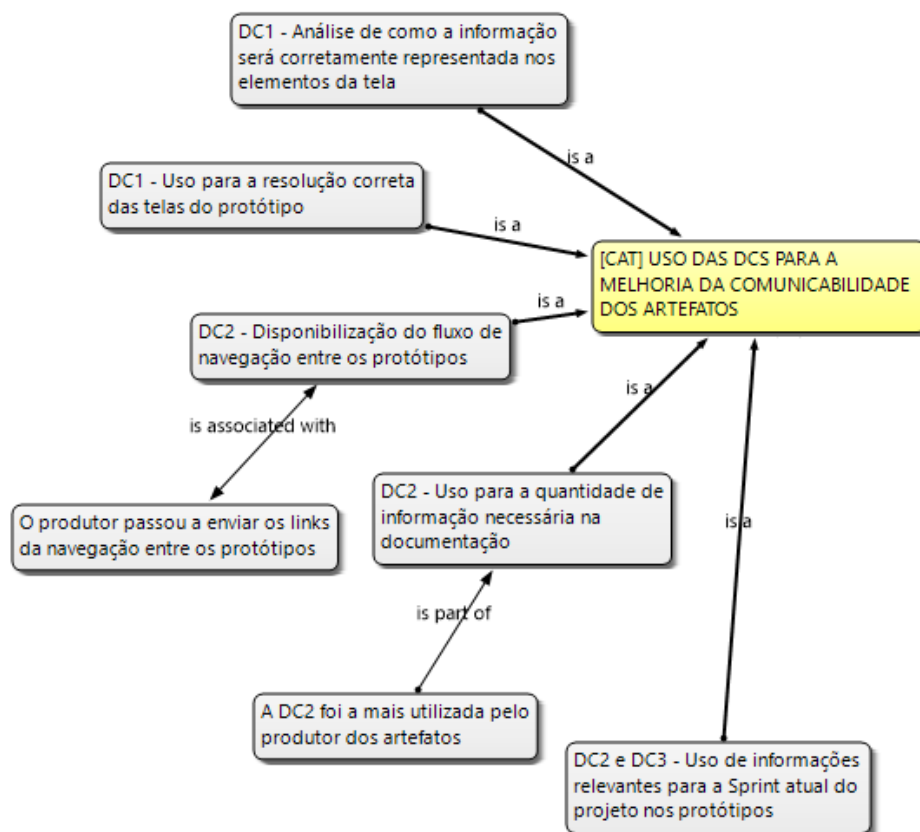 DC1 - Análise de como a informação
será corretamente representada nos
elementos da tela
is a
DC1 - Uso para a resolução correta
das telas do protótipo
is a
[CAT] USO DAS DCS PARA A
MELHORIA DA COMUNICABILIDADE
DOS ARTEFATOS
is a
DC2 - Disponibilização do fluxo de
navegação entre os protótipos
is a
is associated with
DC2 - Uso para a quantidade de
informação necessária na
documentação
O produtor passou a enviar os links
da navegação entre os protótipos
is a
is part of
A DC2 foi a mais utilizada pelo
produtor dos artefatos
DC2 e DC3 - Uso de informações
relevantes para a Sprint atual do
projeto nos protótipos